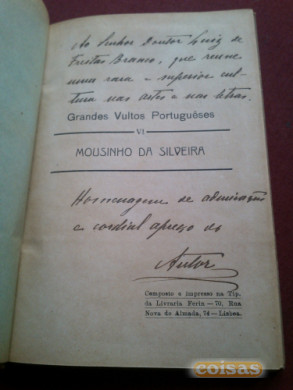 Ao Senhor Doutor Luiz de
Freitas Branco, que reune
uma rara e superior cul-
tura nas artes e nas letras.
Grandes Vultos Portuguêses
VI
MOUSINHO DA SILVEIRA
Homenagem de admiração
e cordial apreço do
Autor
Composto e impresso na Tip.
da Livraria Ferin — 70, Rua
Nova do Almada, 74 — Lisboa.
coisas